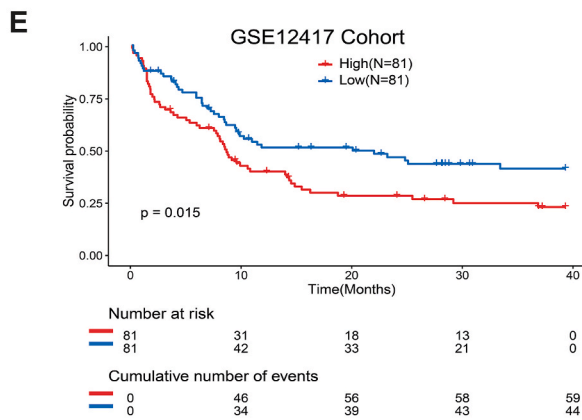 E
GSE12417 Cohort
High(N=81)
Low(N=81)
Survival probability
1.00
0.75
0.50
0.25
0.00
p = 0.015
0 10 20 30 40
Time(Months)
Number at risk
81 31 18 13 0
81 42 33 21 0
Cumulative number of events
0 46 56 58 59
0 34 39 43 44